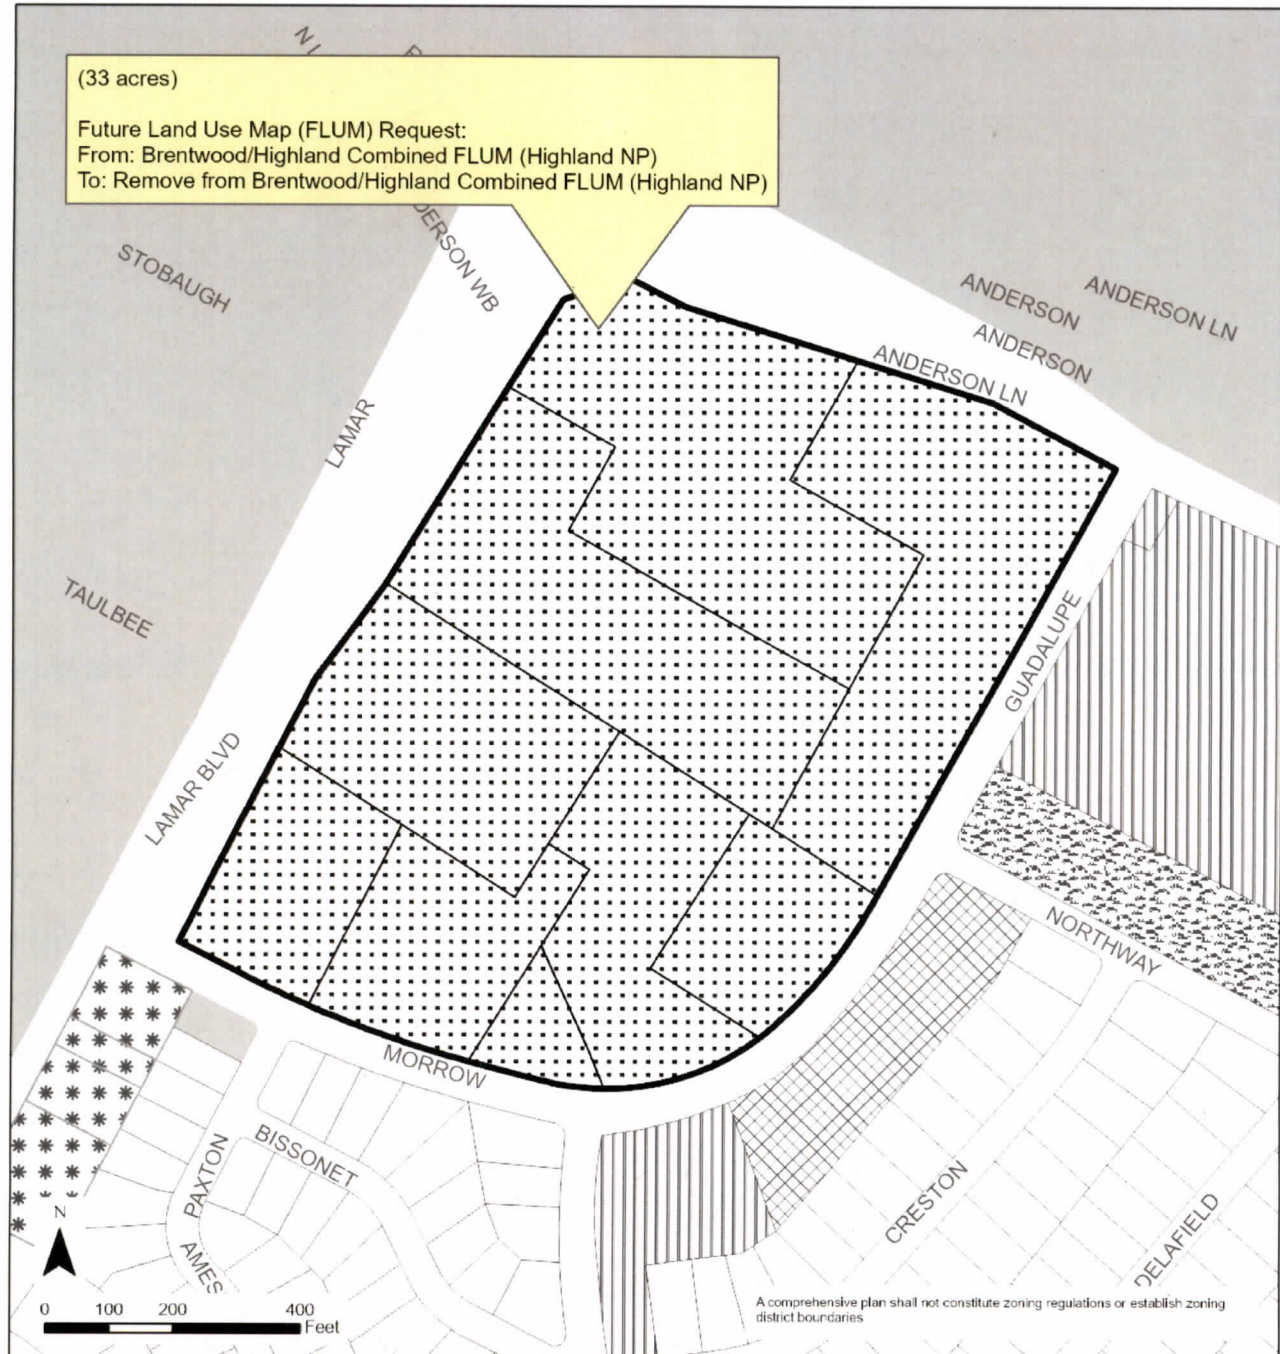 (33 acres)
Future Land Use Map (FLUM) Request:
From: Brentwood/Highland Combined FLUM (Highland NP)
To: Remove from Brentwood/Highland Combined FLUM (Highland NP)
DERSON WB
STOBAUGH
ANDERSON
ANDERSON LN
ANDERSON
ANDERSON LN
LAMAR
TAULBEE
GUADALUPE
LAMAR BLVD
NORTHWAY
MORROW
BISSONET
PAXTON
CRESTON
DELAFIELD
AMES
N
0 100 200 400
Feet
A comprehensive plan shall not constitute zoning regulations or establish zoning
district boundaries